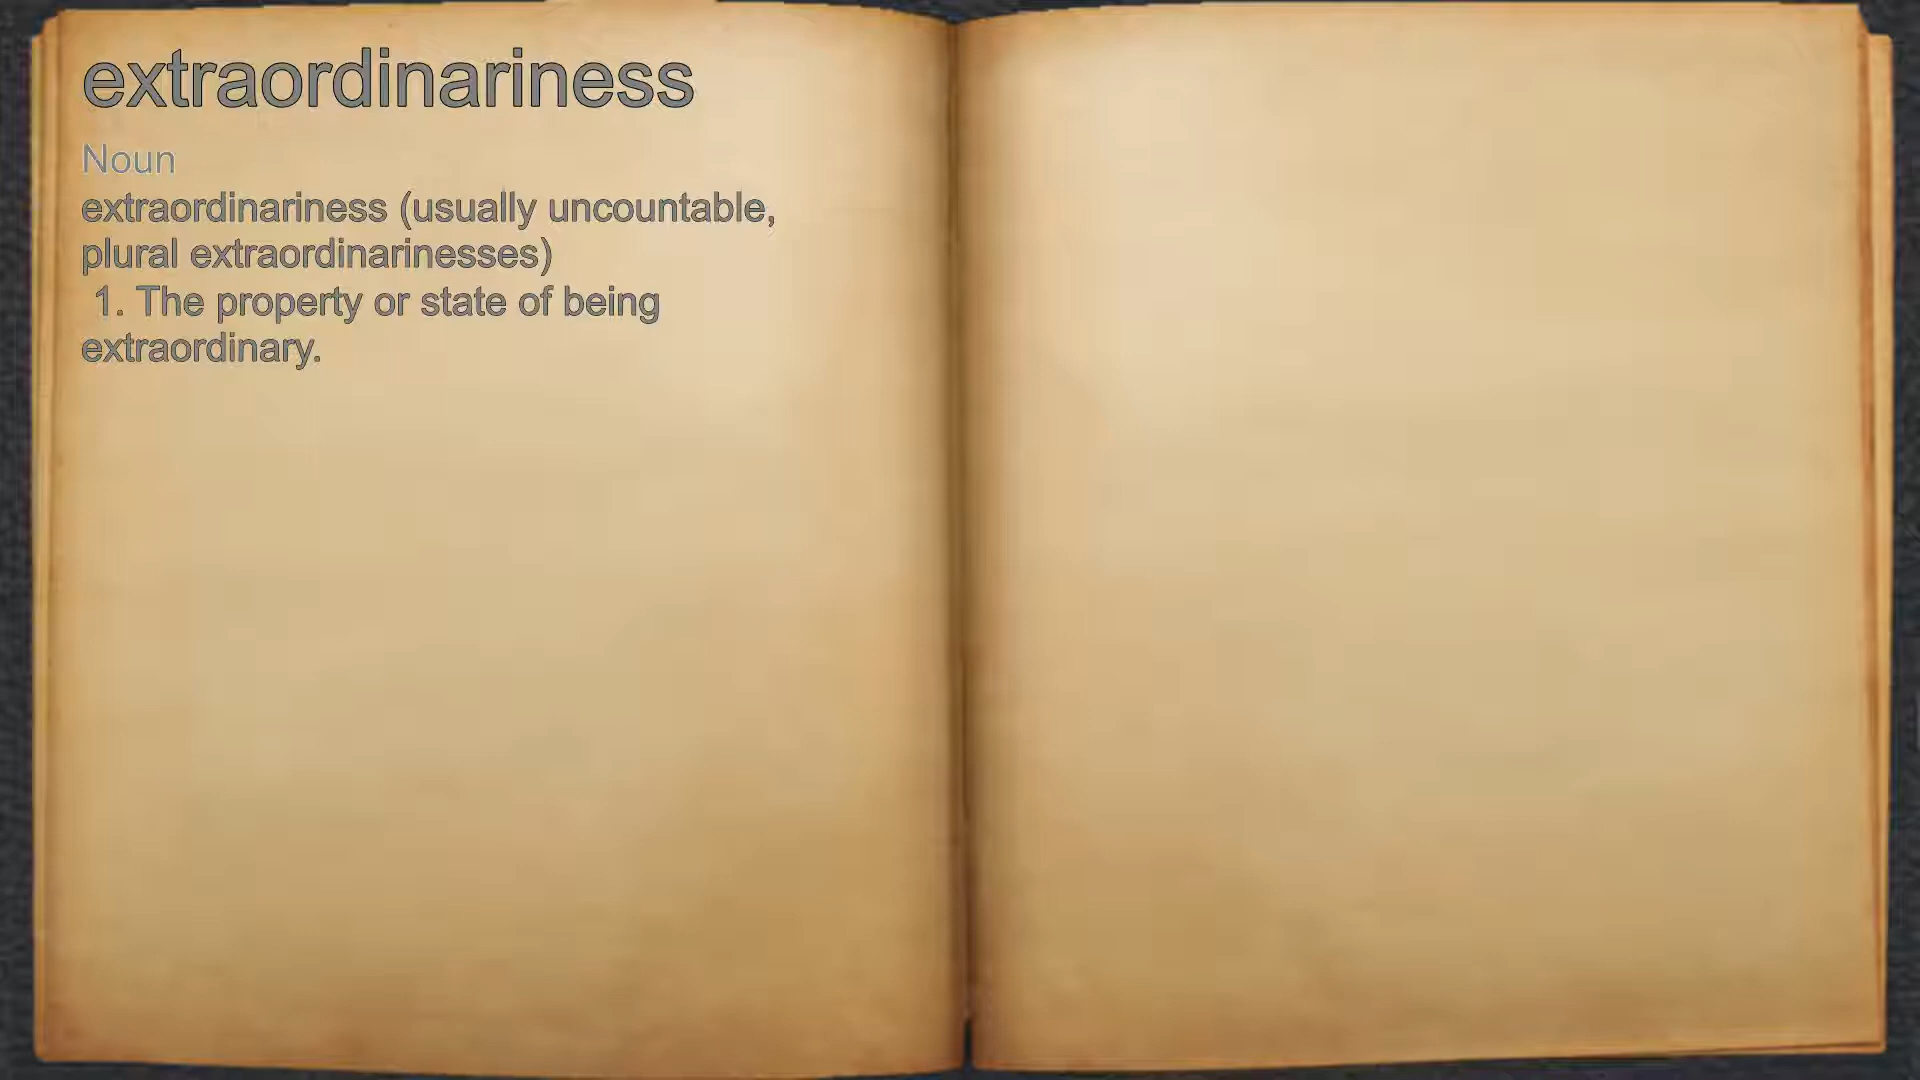 extraordinariness
Noun
extraordinariness (usually uncountable,
plural extraordinarinesses)
1. The property or state of being
extraordinary.